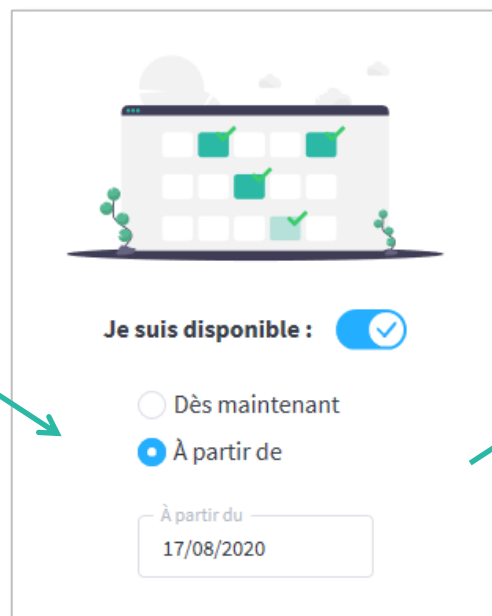 Je suis disponible :
Dès maintenant
À partir de
À partir du
17/08/2020